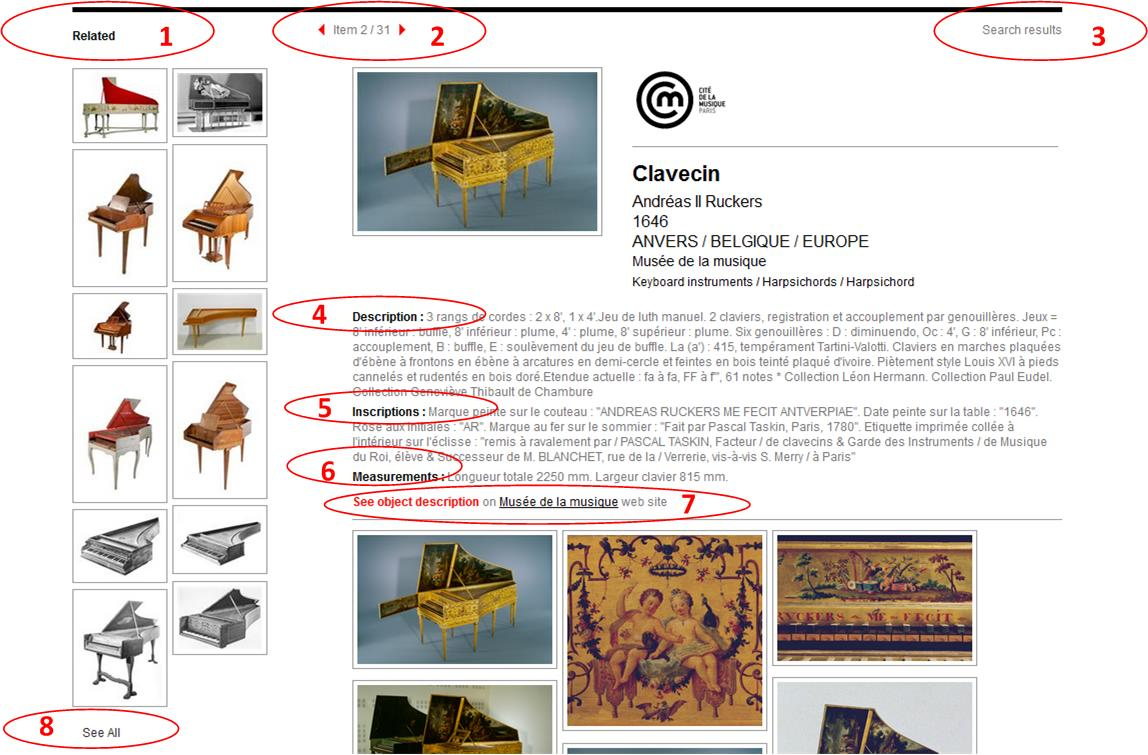 Related 1
Item 2 / 31 2
Search results 3
CITÉ
DE LA
MUSIQUE
PARIS
Clavecin
Andréas II Ruckers
1646
ANVERS / BELGIQUE / EUROPE
Musée de la musique
Keyboard instruments / Harpsichords / Harpsichord
4
Description : 3 rangs de cordes : 2 x 8', 1 x 4'.Jeu de luth manuel. 2 claviers, registration et accouplement par genouillères. Jeux =
8' inférieur : buffle, 8' inférieur : plume, 4' : plume, 8' supérieur : plume. Six genouillères : D : diminuendo, Oc : 4', G : 8' inférieur, Pc :
accouplement, B : buffle, E : soulèvement du jeu de buffle. La (a') : 415, tempérament Tartini-Valotti. Claviers en marches plaquées
d'ébène à frontons en ébène à arcatures en demi-cercle et feintes en bois teinté plaqué d'ivoire. Piètement style Louis XVI à pieds
cannelés et rudentés en bois doré.Etendue actuelle : fa à fa, FF à f''', 61 notes * Collection Léon Hermann. Collection Paul Eudel.
Collection Geneviève Thibault de Chambure
5
Inscriptions : Marque peinte sur le couteau : "ANDREAS RUCKERS ME FECIT ANTVERPIAE". Date peinte sur la table : "1646".
Rose aux initiales : "AR". Marque au fer sur le sommier : "Fait par Pascal Taskin, Paris, 1780". Etiquette imprimée collée à
l'intérieur sur l'éclisse : "remis à ravalement par / PASCAL TASKIN, Facteur / de clavecins & Garde des Instruments / de Musique
du Roi, élève & Successeur de M. BLANCHET, rue de la / Verrerie, vis-à-vis S. Merry / à Paris"
6
Measurements : Longueur totale 2250 mm. Largeur clavier 815 mm.
See object description on Musée de la musique web site 7
RUCKERS ME FECIT
8 See All